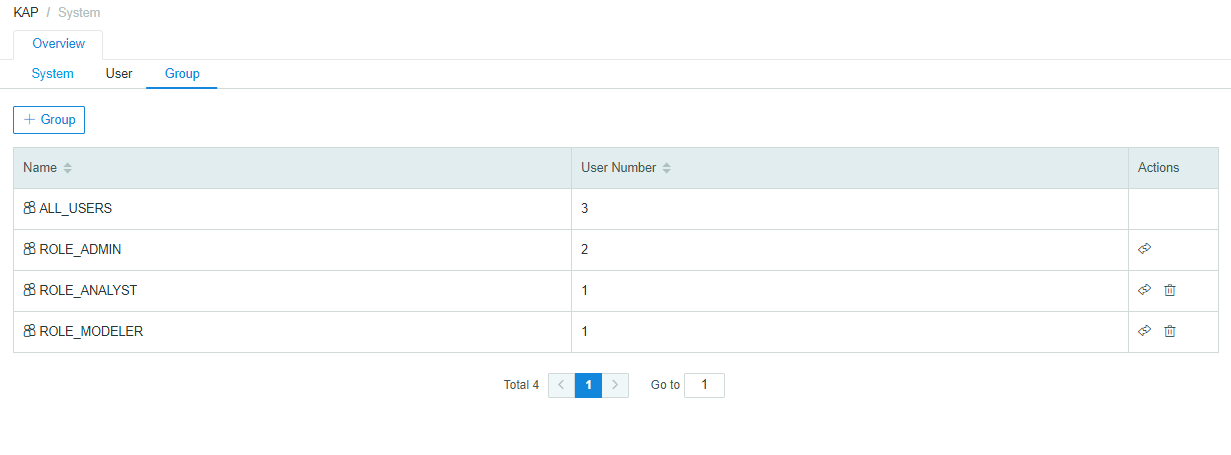 KAP / System
Overview
System User Group
+ Group
Name User Number Actions
ALL_USERS 3
ROLE_ADMIN 2
ROLE_ANALYST 1
ROLE_MODELER 1
Total 4 < 1 > Go to 1